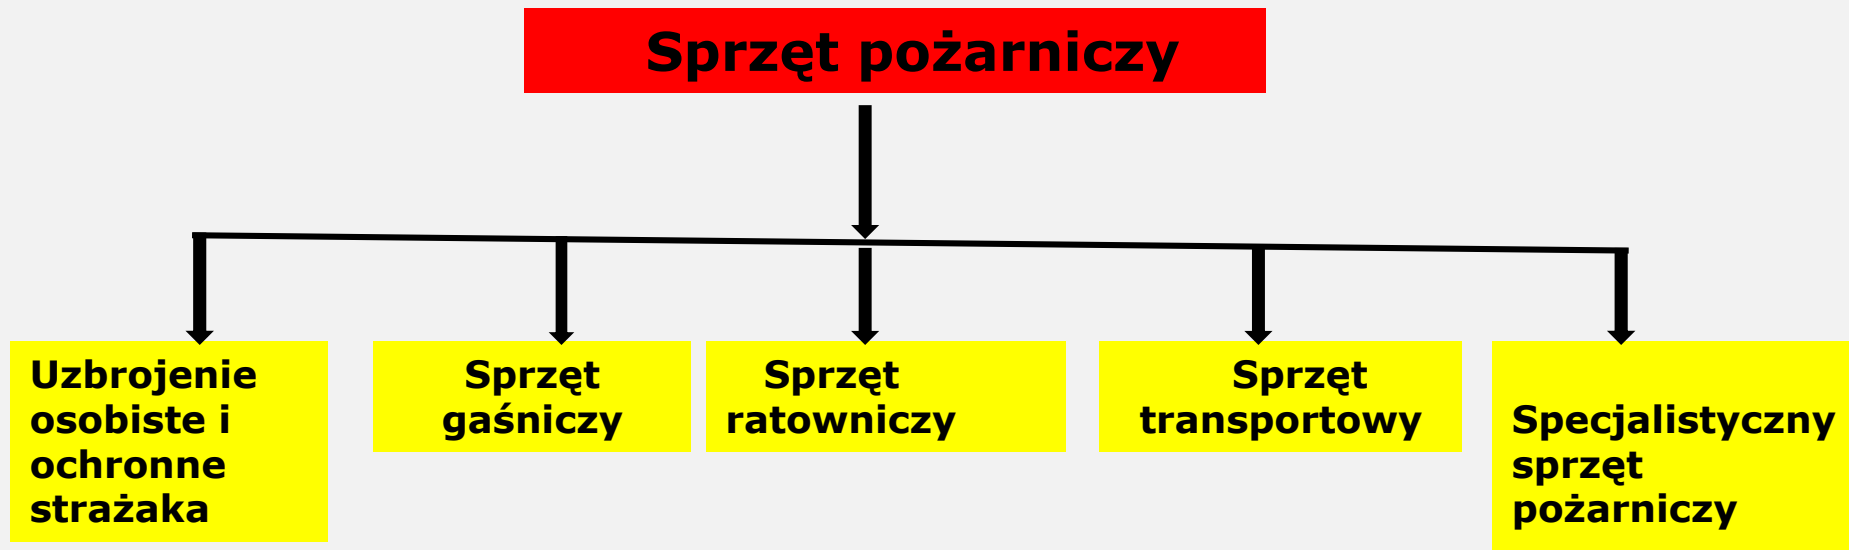 Sprzęt pożarniczy
Uzbrojenie
osobiste i
ochronne
strażaka
Sprzęt
gaśniczy
Sprzęt
ratowniczy
Sprzęt
transportowy
Specjalistyczny
sprzęt
pożarniczy